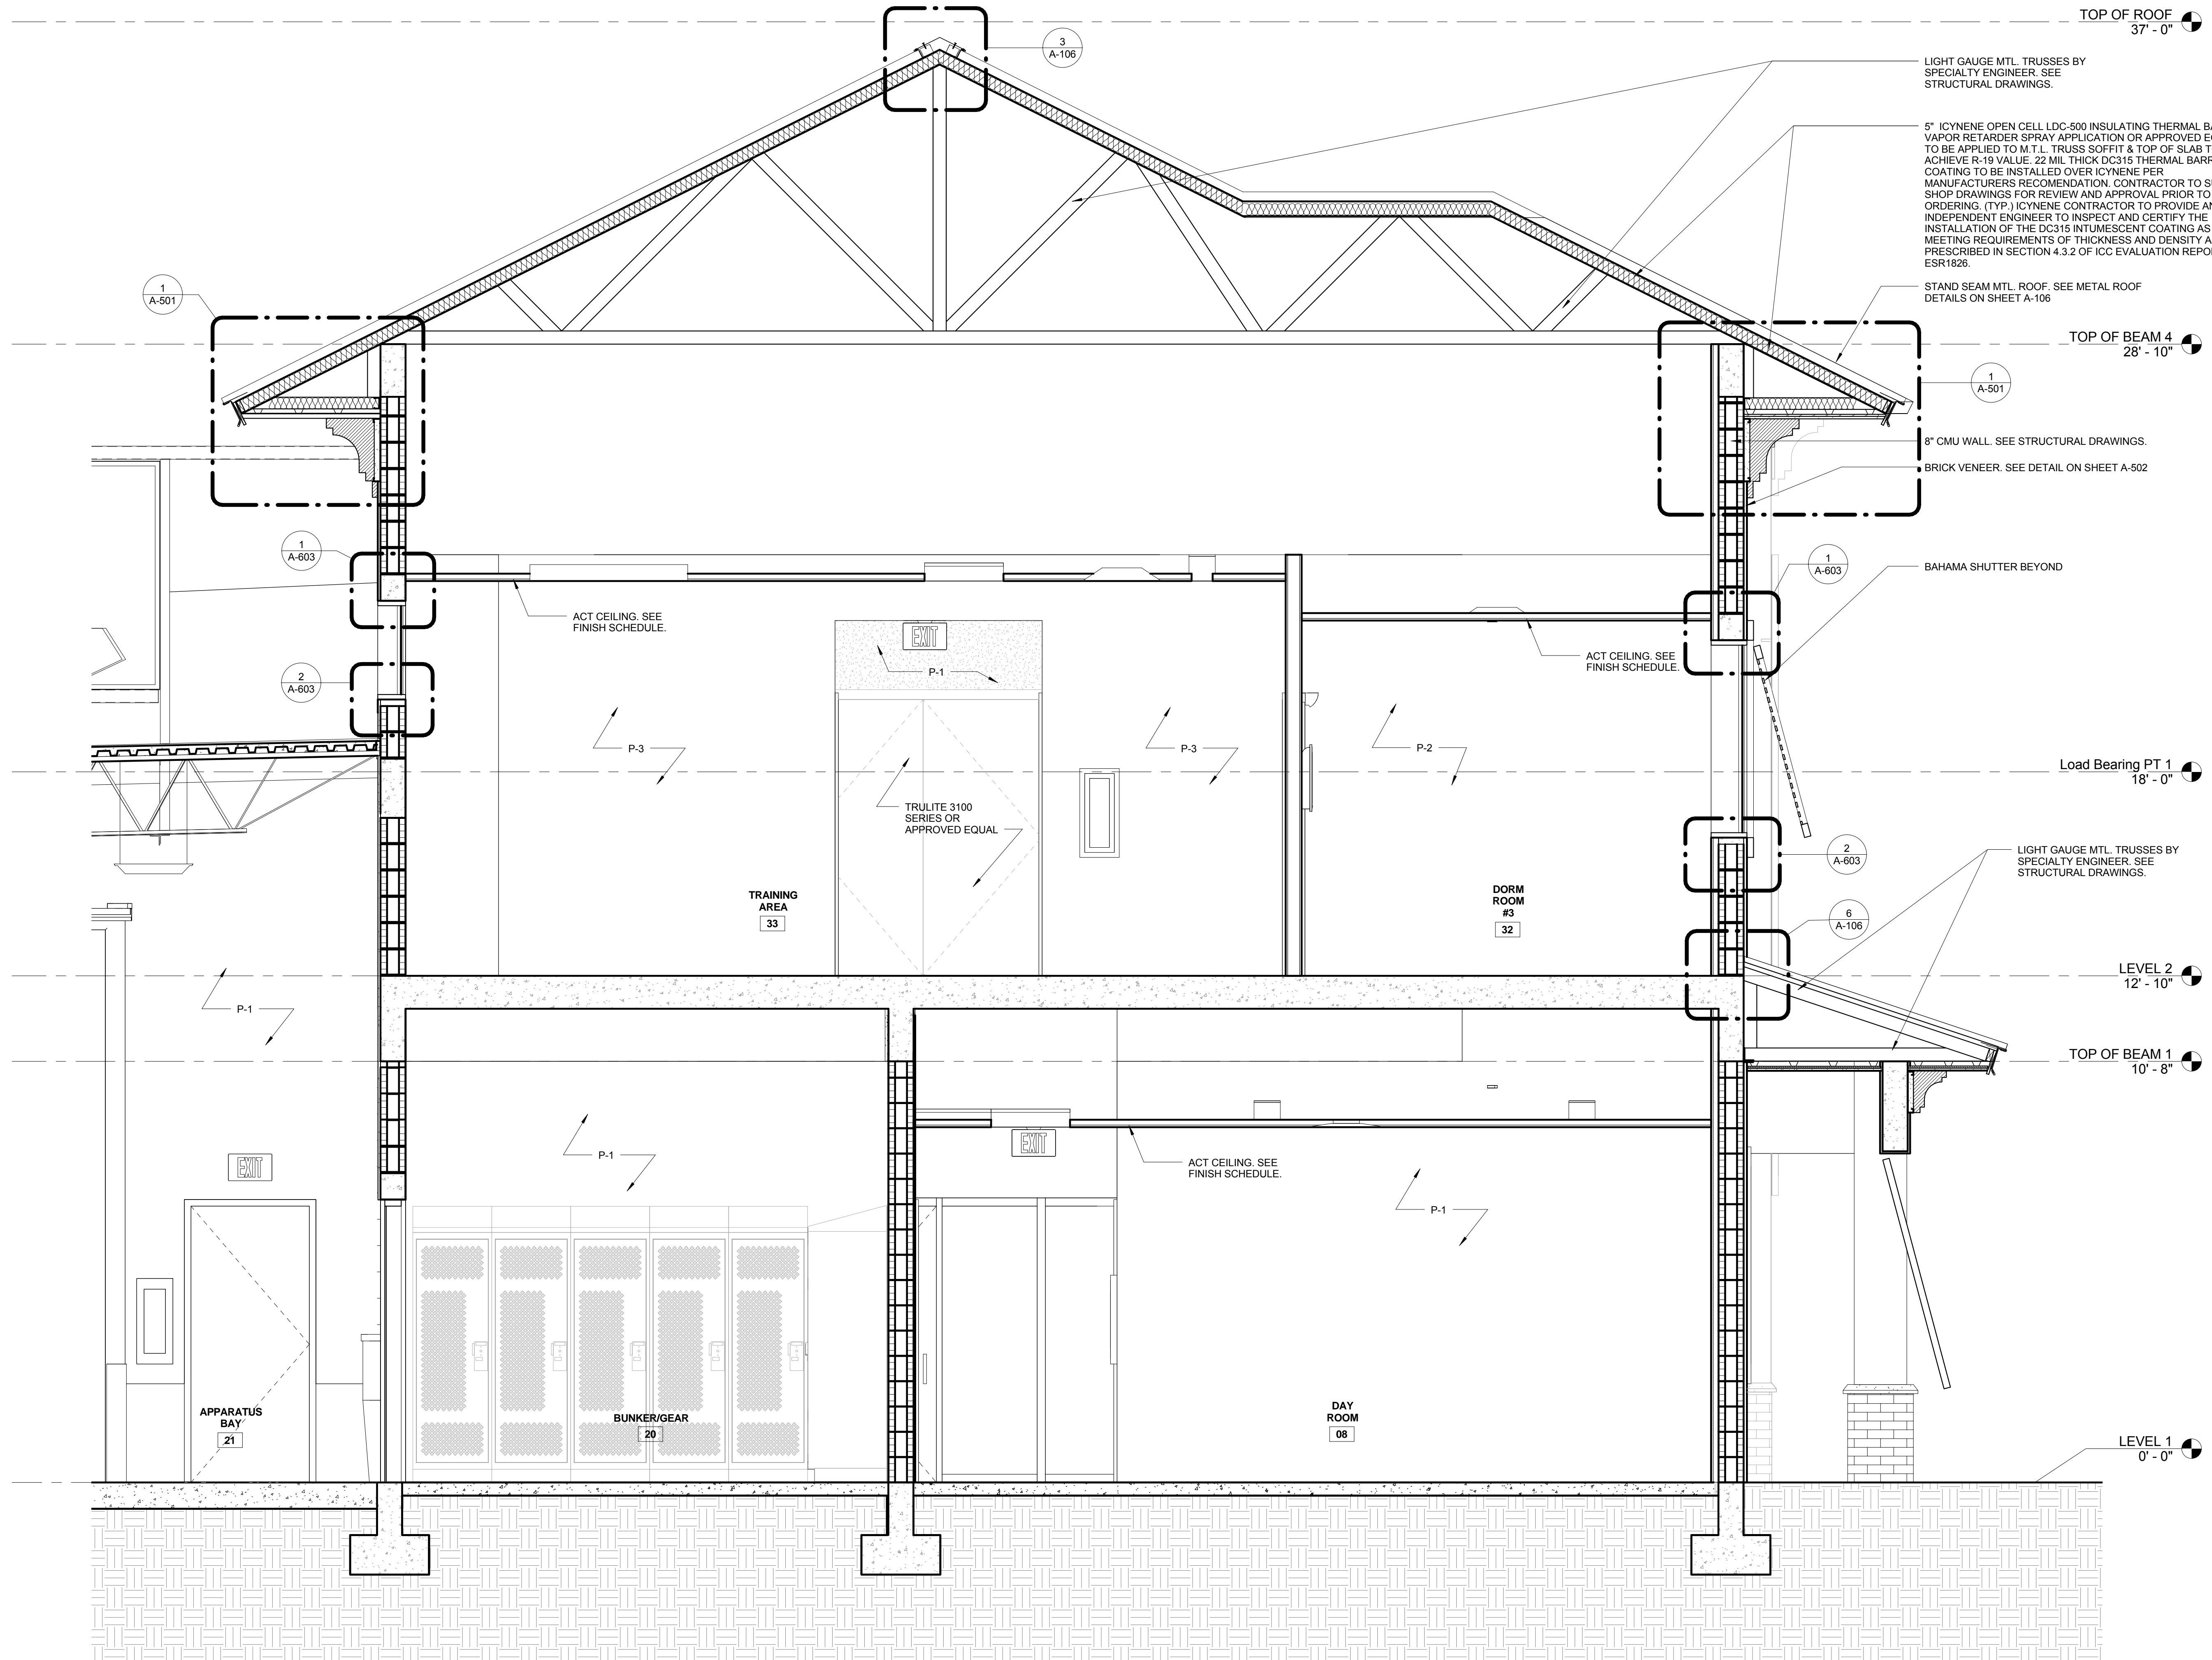 TOP OF ROOF
37' - 0"
3
A-106
LIGHT GAUGE MTL. TRUSSES BY
SPECIALTY ENGINEER. SEE
STRUCTURAL DRAWINGS.
5" ICYNENE OPEN CELL LDC-500 INSULATING THERMAL
VAPOR RETARDER SPRAY APPLICATION OR APPROVED
TO BE APPLIED TO M.T.L. TRUSS SOFFIT & TOP OF SLAB
ACHIEVE R-19 VALUE. 22 MIL THICK DC315 THERMAL
COATING TO BE INSTALLED OVER ICYNENE PER
MANUFACTURERS RECOMENDATION. CONTRACTOR TO
SHOP DRAWINGS FOR REVIEW AND APPROVAL PRIOR TO
ORDERING. (TYP.) ICYNENE CONTRACTOR TO PROVIDE
INDEPENDENT ENGINEER TO INSPECT AND CERTIFY THE
INSTALLATION OF THE DC315 INTUMESCENT COATING AS
MEETING REQUIREMENTS OF THICKNESS AND DENSITY
PRESCRIBED IN SECTION 4.3.2 OF ICC EVALUATION
ESR1826.
STAND SEAM MTL. ROOF. SEE METAL ROOF
DETAILS ON SHEET A-106
1
A-501
TOP OF BEAM 4
28' - 10"
1
A-501
8" CMU WALL. SEE STRUCTURAL DRAWINGS.
BRICK VENEER. SEE DETAIL ON SHEET A-502
1
A-603
1
A-603
BAHAMA SHUTTER BEYOND
ACT CEILING. SEE
FINISH SCHEDULE.
EXIT
P-1
ACT CEILING. SEE
FINISH SCHEDULE.
2
A-603
P-3
P-3
P-2
Load Bearing PT 1
18' - 0"
TRULITE 3100
SERIES OR
APPROVED EQUAL
2
A-603
LIGHT GAUGE MTL. TRUSSES BY
SPECIALTY ENGINEER. SEE
STRUCTURAL DRAWINGS.
TRAINING
AREA
33
DORM
ROOM
#3
32
6
A-106
LEVEL 2
12' - 10"
P-1
TOP OF BEAM 1
10' - 8"
EXIT
P-1
EXIT
ACT CEILING. SEE
FINISH SCHEDULE.
P-1
APPARATUS
BAY
21
BUNKER/GEAR
20
DAY
ROOM
08
LEVEL 1
0' - 0"